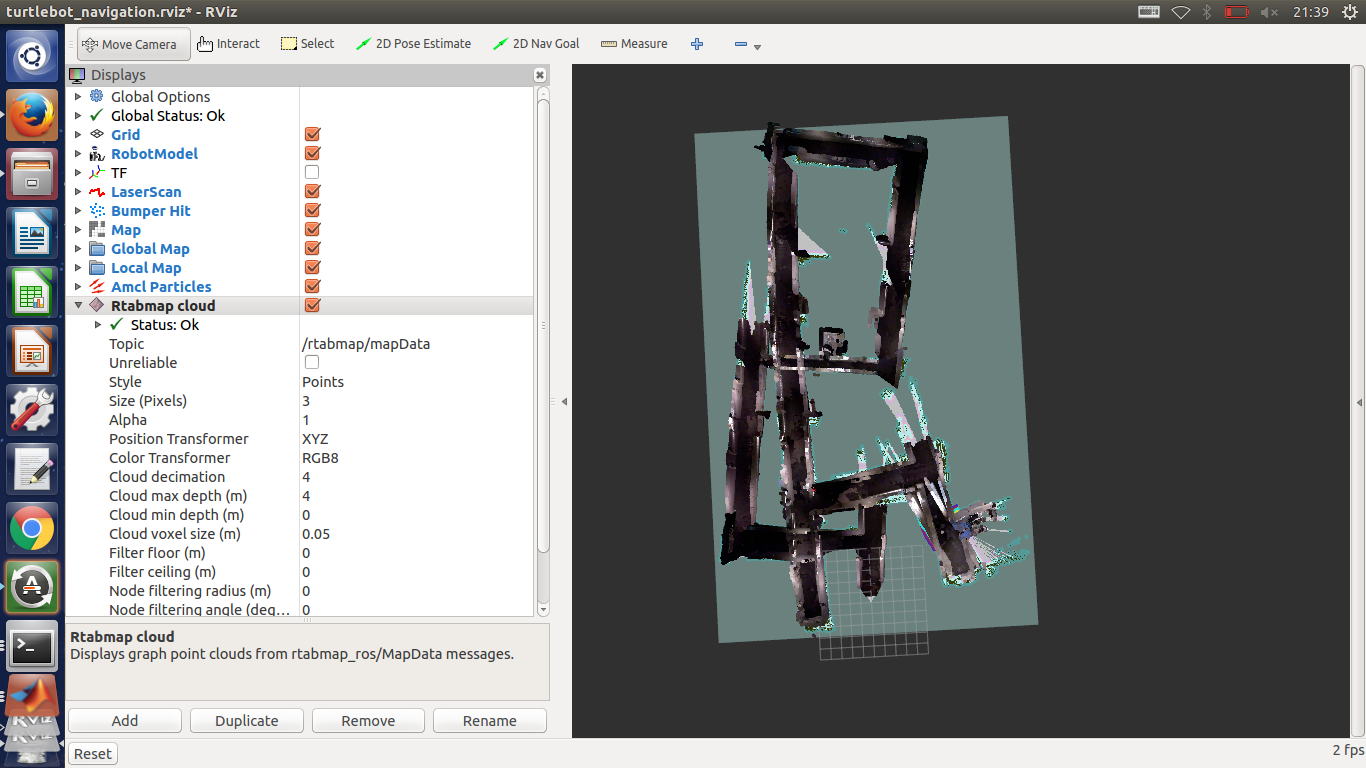 turtlebot_navigation.rviz* - RViz
21:39
Move Camera Interact Select 2D Pose Estimate 2D Nav Goal Measure
Displays
Global Options
Global Status: Ok
Grid
RobotModel
TF
LaserScan
Bumper Hit
Map
Global Map
Local Map
Amcl Particles
Rtabmap cloud
Status: Ok
Topic /rtabmap/mapData
Unreliable
Style Points
Size (Pixels) 3
Alpha 1
Position Transformer XYZ
Color Transformer RGB8
Cloud decimation 4
Cloud max depth (m) 4
Cloud min depth (m) 0
Cloud voxel size (m) 0.05
Filter floor (m) 0
Filter ceiling (m) 0
Node filtering radius (m) 0
Node filtering angle (deg... 0
Rtabmap cloud
Displays graph point clouds from rtabmap_ros/MapData messages.
Add Duplicate Remove Rename
Reset
2 fps